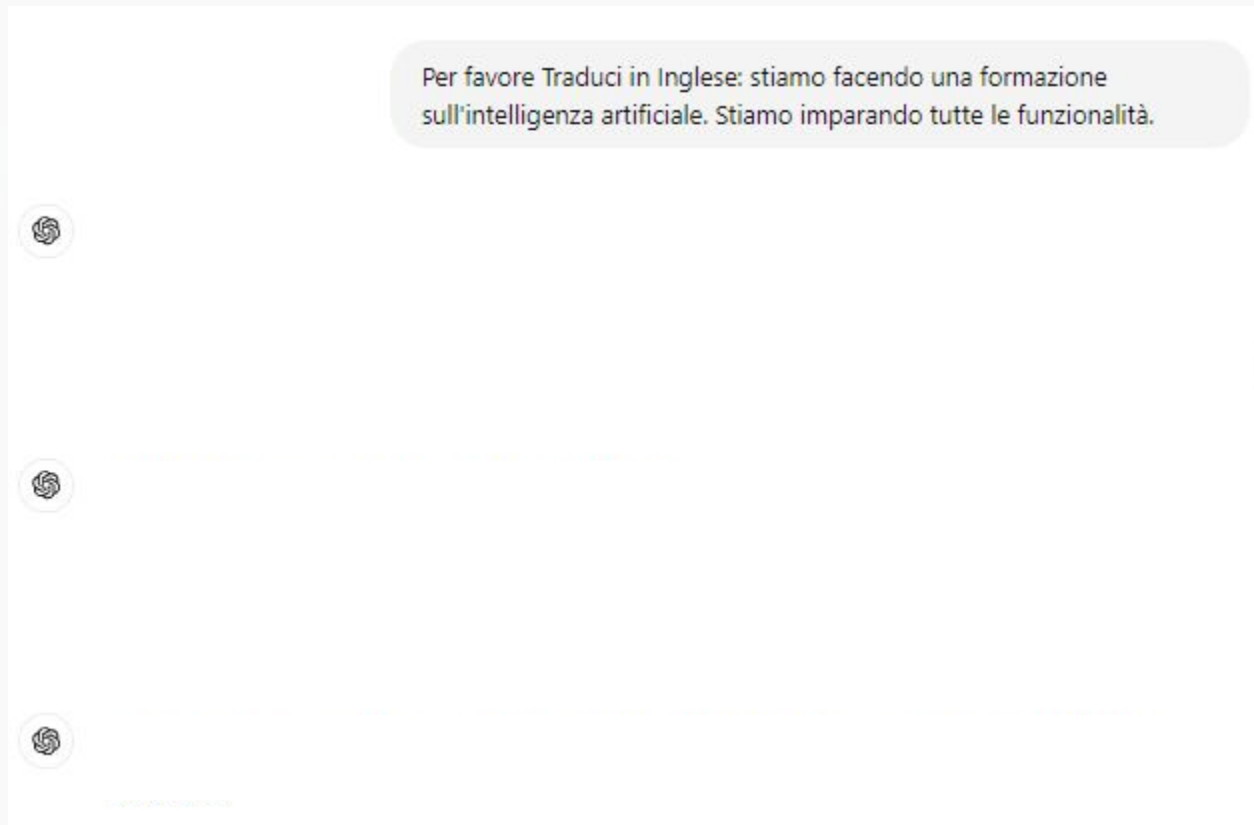 Per favore Traduci in Inglese: stiamo facendo una formazione
sull'intelligenza artificiale. Stiamo imparando tutte le funzionalità.